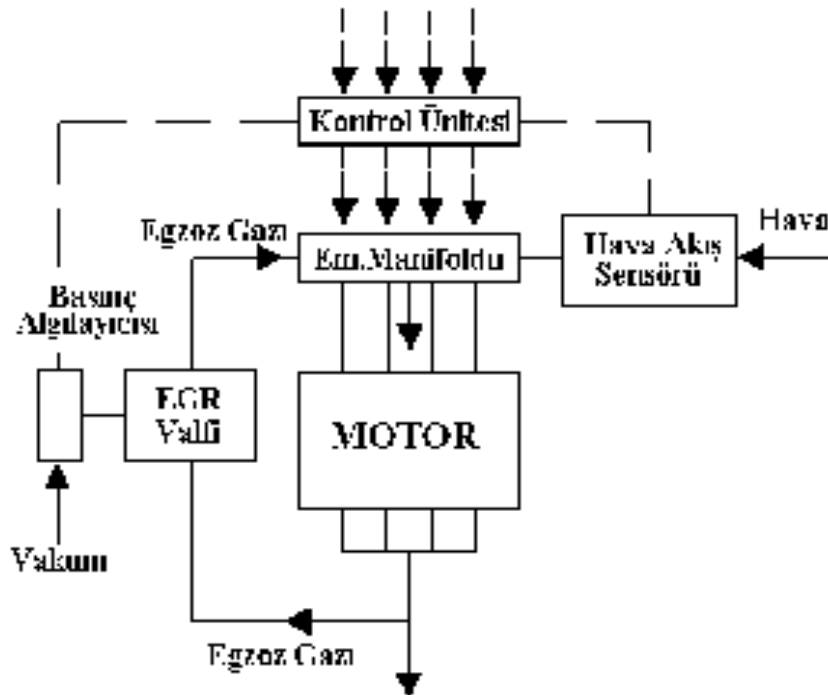 Kontrol Ünitesi
Egzoz Gazı
Em.Manifoldu
Hava Akış
Sensörü
Hava
Basınç
Algılayıcısı
EGR
Valfi
MOTOR
Vakum
Egzoz Gazı